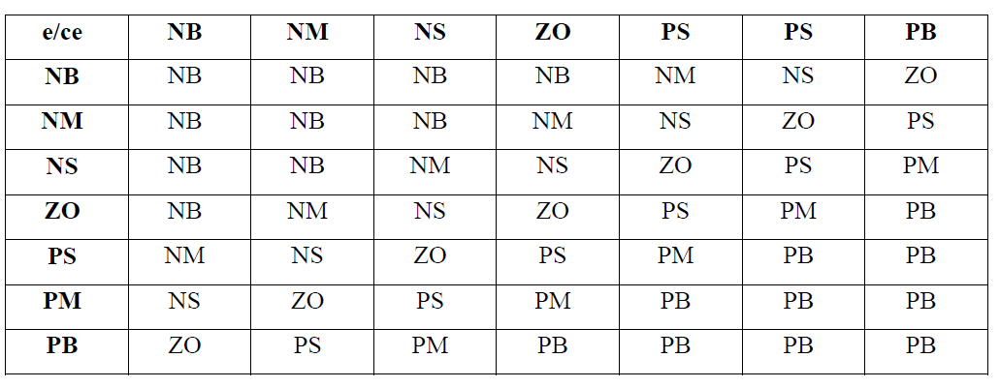 e/ce NB NM NS ZO PS PS PB
NB NB NB NB NB NM NS ZO
NM NB NB NB NM NS ZO PS
NS NB NB NM NS ZO PS PM
ZO NB NM NS ZO PS PM PB
PS NM NS ZO PS PM PB PB
PM NS ZO PS PM PB PB PB
PB ZO PS PM PB PB PB PB